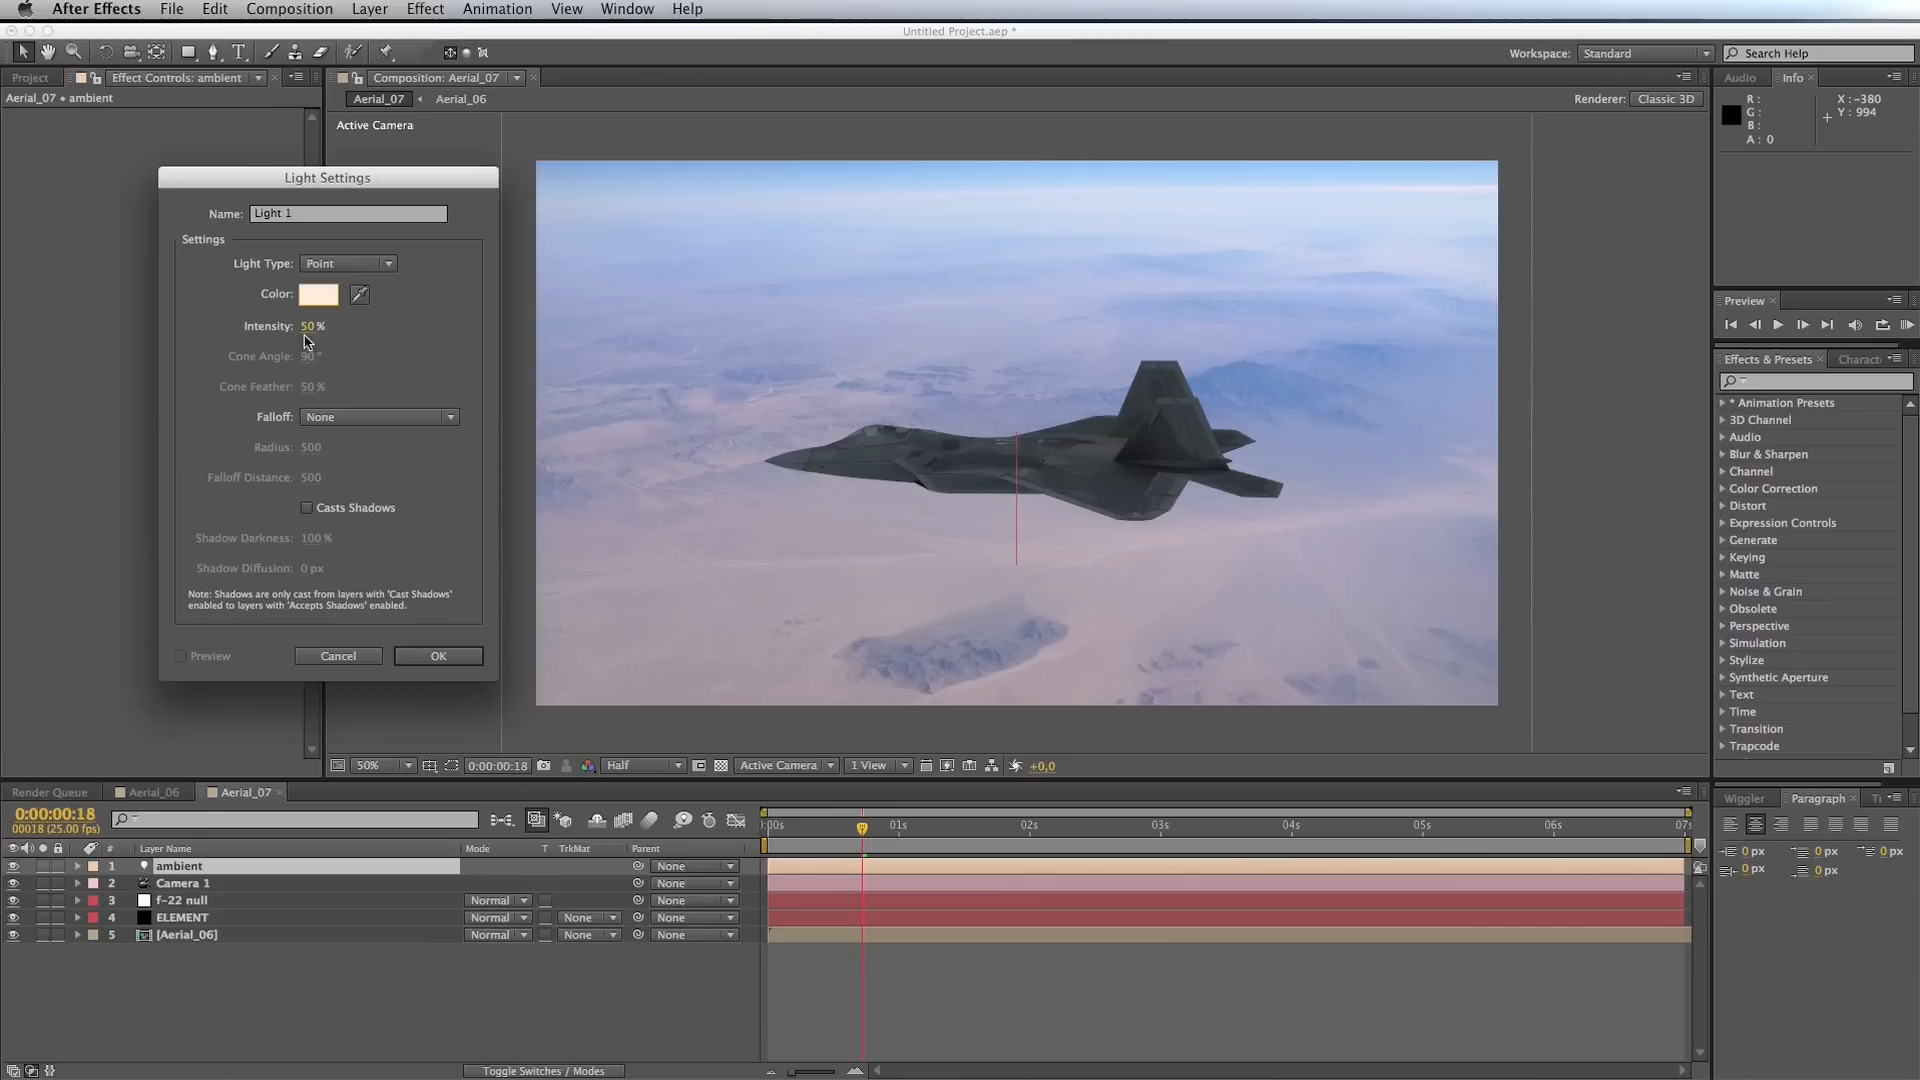 After Effects File Edit Composition Layer Effect Animation View Window Help
Untitled Project.aep *
Workspace: Standard Search Help
Project Effect Controls: ambient Composition: Aerial_07 Audio Info
Aerial_07 • ambient Aerial_07 Aerial_06 Renderer: Classic 3D
Active Camera
R: X: -380
G: Y: 994
B:
A: 0
Light Settings
Name: Light 1
Settings
Light Type: Point
Color:
Intensity: 50 %
Cone Angle: 90 °
Cone Feather: 50 %
Falloff: None
Radius: 500
Falloff Distance: 500
Casts Shadows
Shadow Darkness: 100 %
Shadow Diffusion: 0 px
Note: Shadows are only cast from layers with 'Cast Shadows'
enabled to layers with 'Accepts Shadows' enabled.
Preview Cancel OK
Preview
Effects & Presets Charact
* Animation Presets
3D Channel
Audio
Blur & Sharpen
Channel
Color Correction
Distort
Expression Controls
Generate
Keying
Matte
Noise & Grain
Obsolete
Perspective
Simulation
Stylize
Synthetic Aperture
Text
Time
Transition
Trapcode
50% 0:00:00:18 Half Active Camera 1 View +0,0
Render Queue Aerial_06 Aerial_07
0:00:00:18
00018 (25.00 fps)
):00s 01s 02s 03s 04s 05s 06s 07s
# Layer Name Mode T TrkMat Parent
1 ambient None
2 Camera 1 None
3 f-22 null Normal None
4 ELEMENT Normal None None
5 [Aerial_06] Normal None None
Toggle Switches / Modes
Wiggler Paragraph
0 px 0 px 0 px
0 px 0 px